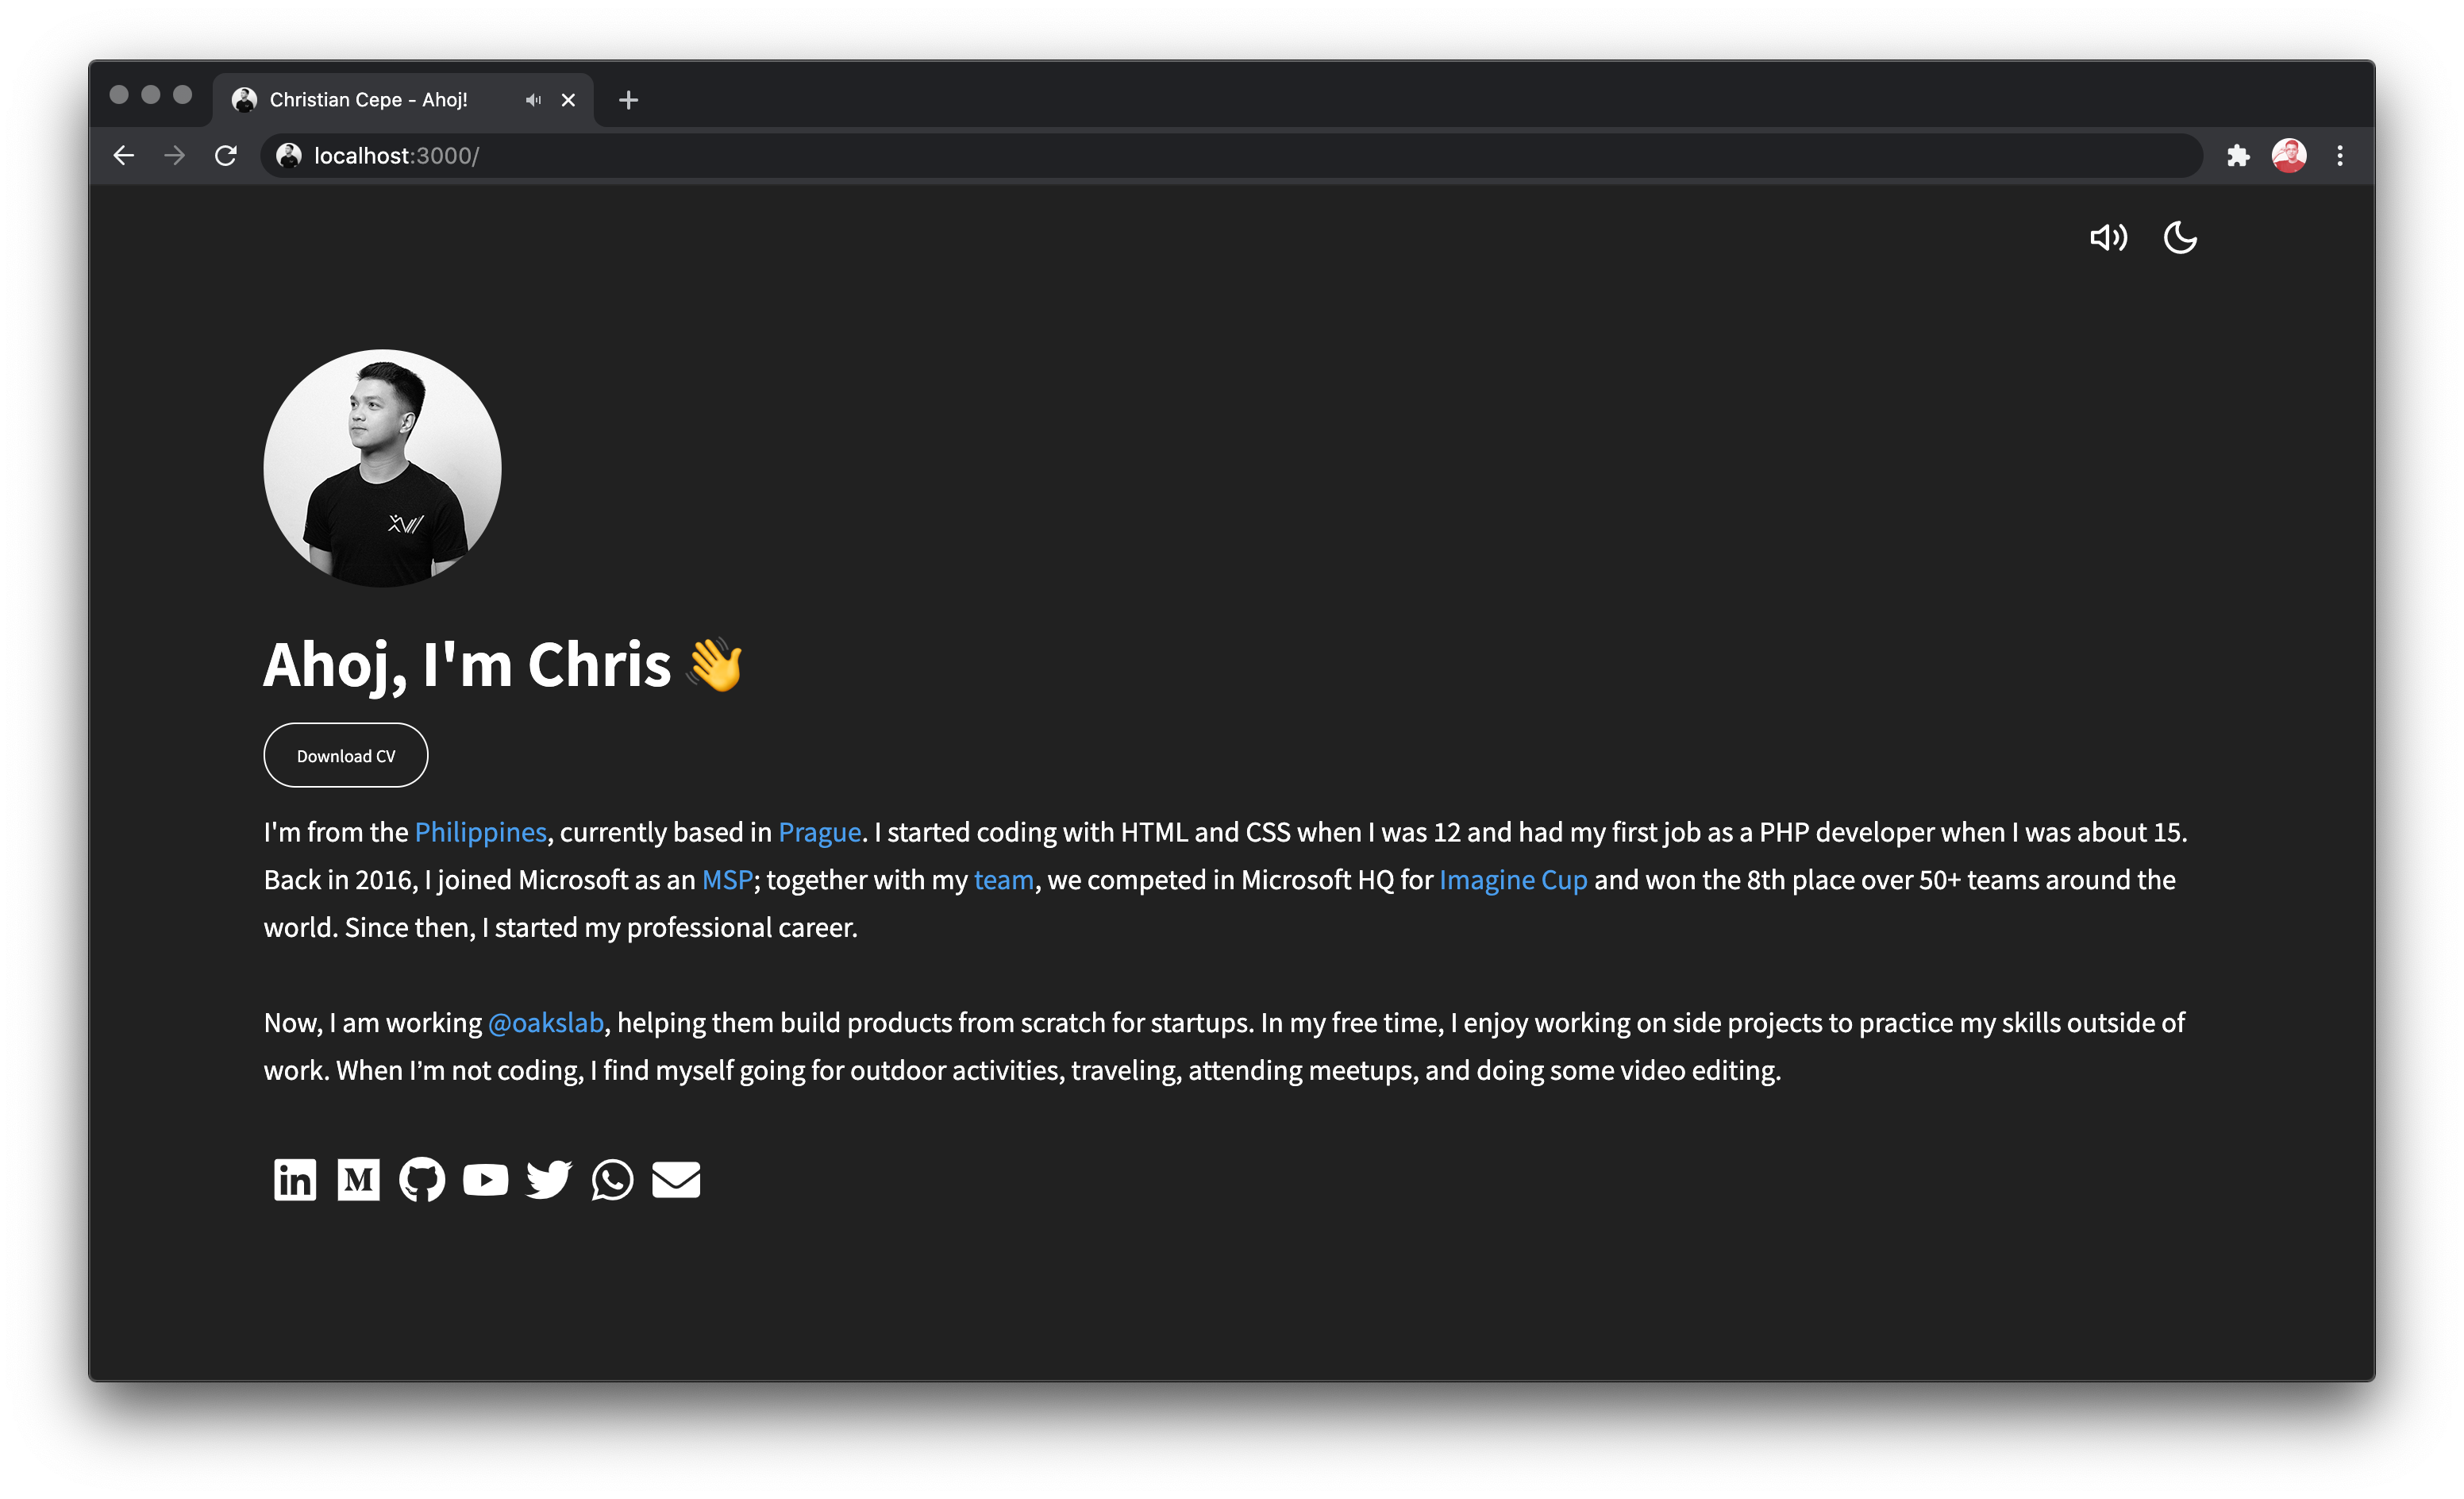 Christian Cepe - Ahoj!
localhost:3000/
Ahoj, I'm Chris 👋
Download CV
I'm from the Philippines, currently based in Prague. I started coding with HTML and CSS when I was 12 and had my first job as a PHP developer when I was about 15.
Back in 2016, I joined Microsoft as an MSP; together with my team, we competed in Microsoft HQ for Imagine Cup and won the 8th place over 50+ teams around the
world. Since then, I started my professional career.
Now, I am working @oakslab, helping them build products from scratch for startups. In my free time, I enjoy working on side projects to practice my skills outside of
work. When I’m not coding, I find myself going for outdoor activities, traveling, attending meetups, and doing some video editing.
in M